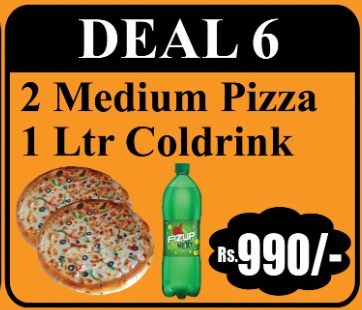 DEAL 6
2 Medium Pizza
1 Ltr Coldrink
FIZUP
NEXT
Rs.990/-